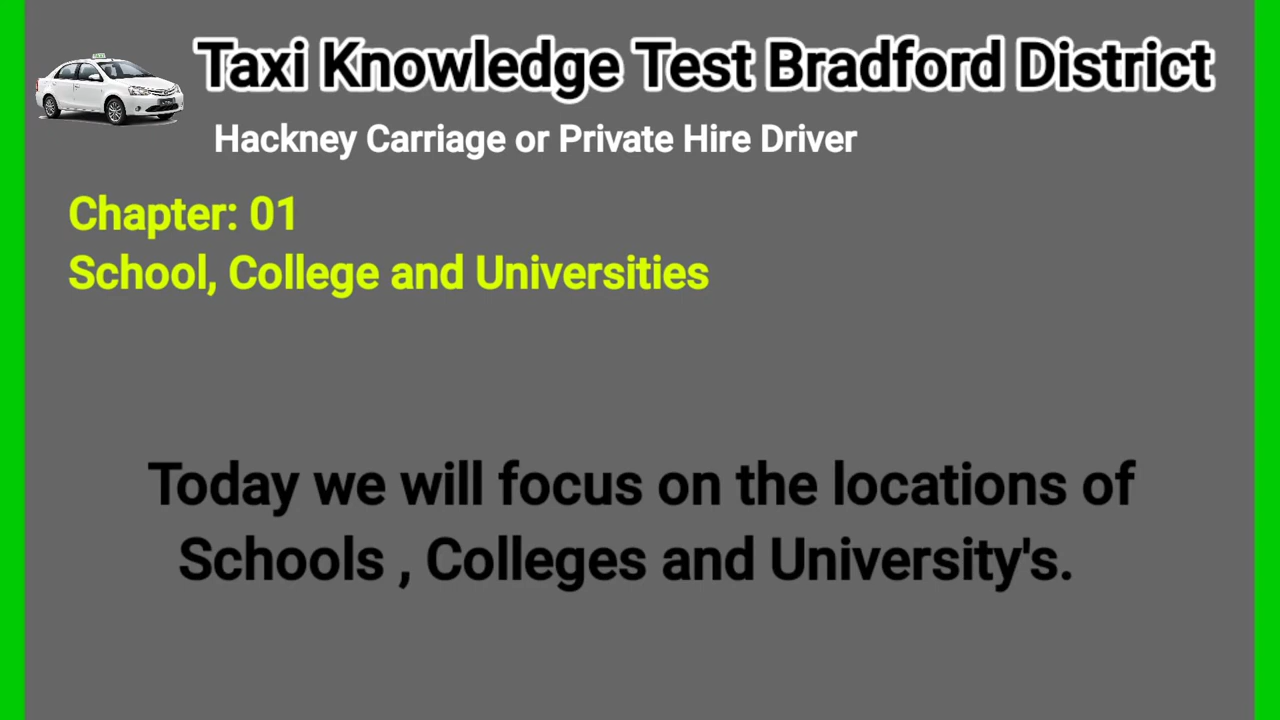 Taxi Knowledge Test Bradford District
Hackney Carriage or Private Hire Driver
Chapter: 01
School, College and Universities
Today we will focus on the locations of
Schools , Colleges and University's.